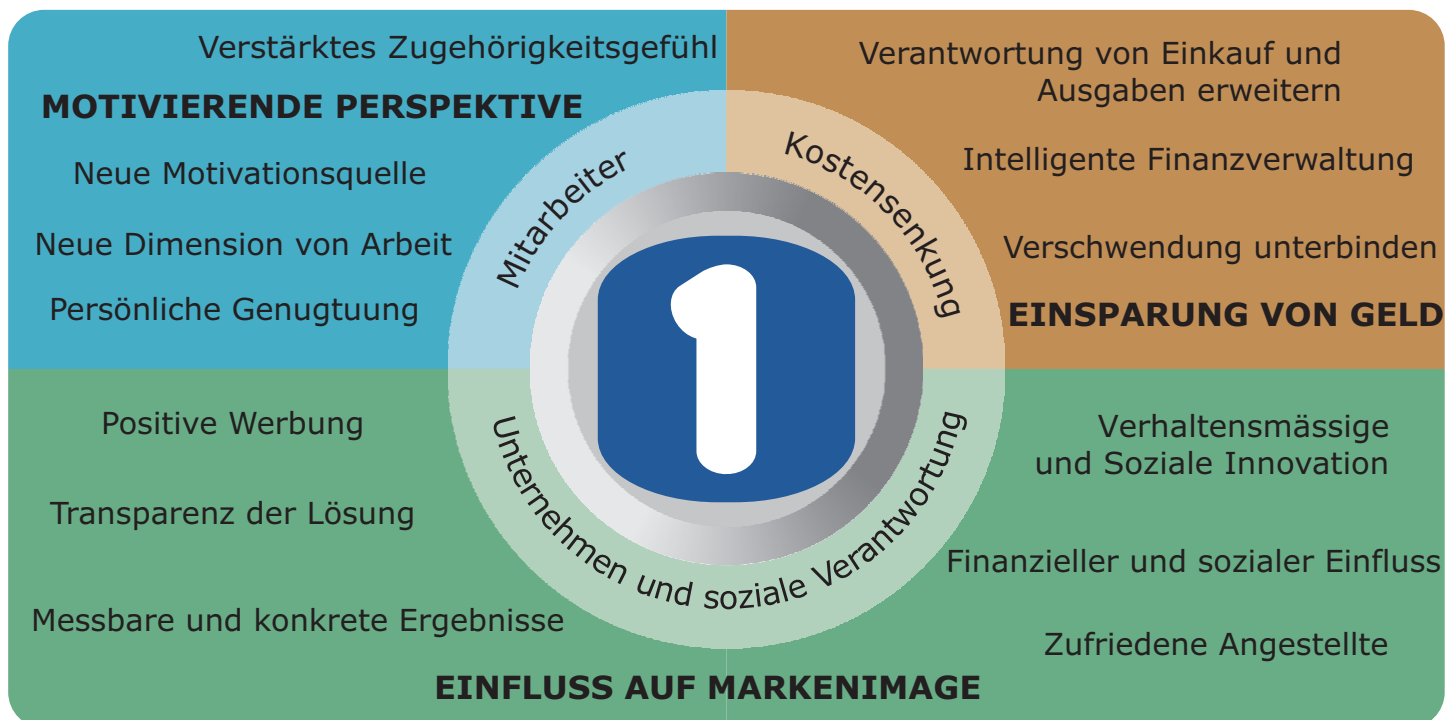 Verstärktes Zugehörigkeitsgefühl
MOTIVIERENDE PERSPEKTIVE
Neue Motivationsquelle
Neue Dimension von Arbeit
Persönliche Genugtuung
Verantwortung von Einkauf und
Ausgaben erweitern
Intelligente Finanzverwaltung
Verschwendung unterbinden
EINSPARUNG VON GELD
Mitarbeiter
Kostensenkung
1
Unternehmen und soziale Verantwortung
Positive Werbung
Transparenz der Lösung
Messbare und konkrete Ergebnisse
Verhaltensmässige
und Soziale Innovation
Finanzieller und sozialer Einfluss
Zufriedene Angestellte
EINFLUSS AUF MARKENIMAGE